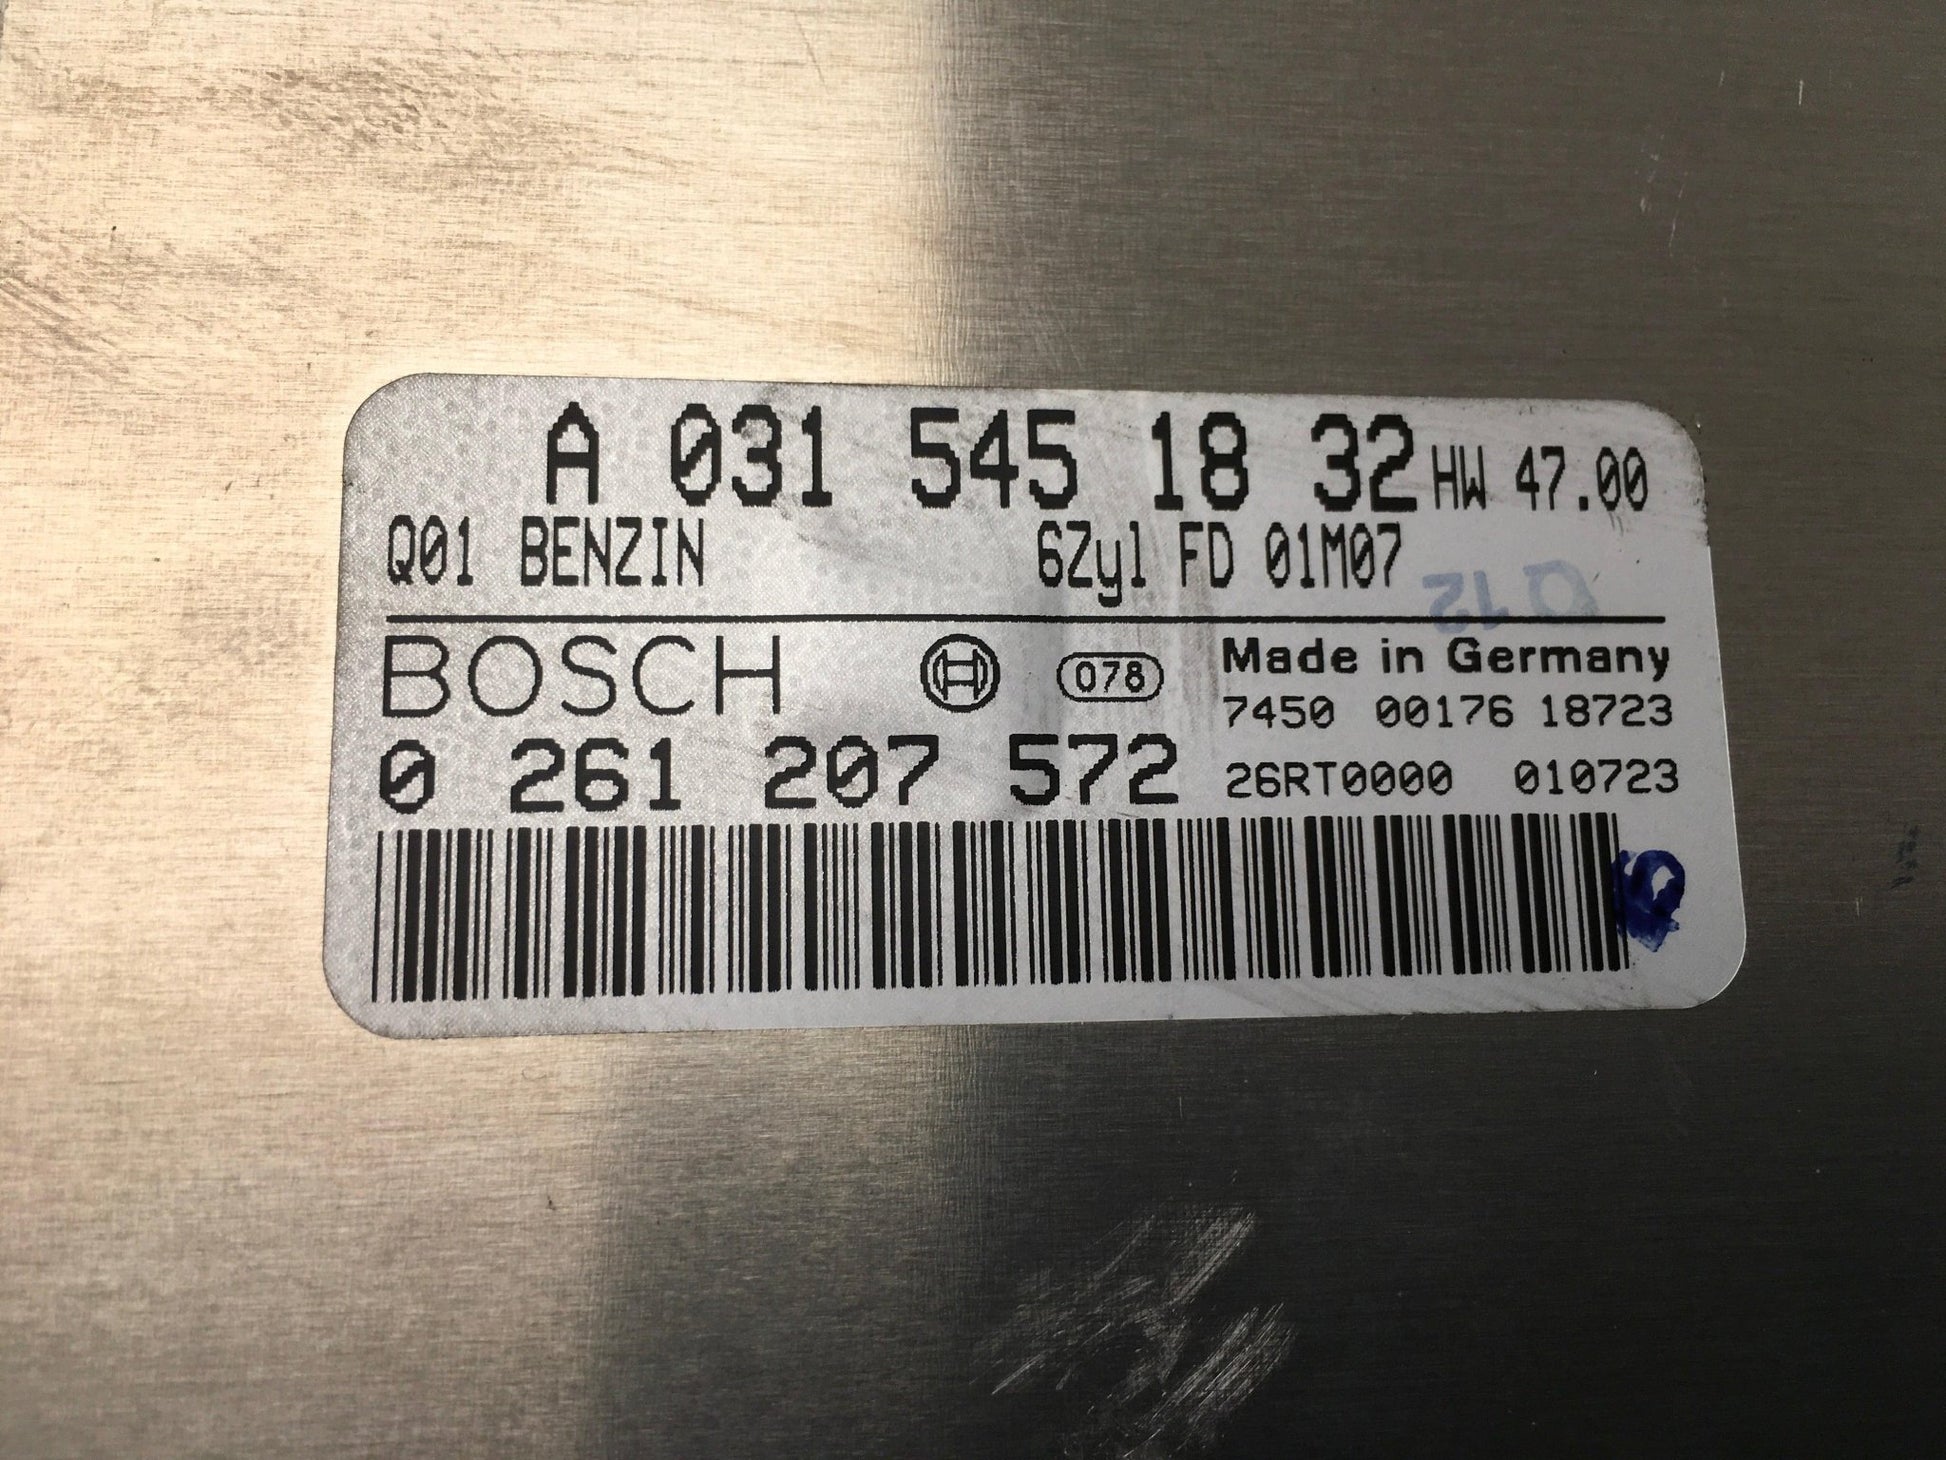 A 031 545 18 32 HW 47.00
Q01 BENZIN 6Zyl FD 01M07
Q12
BOSCH 078 Made in Germany
7450 00176 18723
0 261 207 572 26RT0000 010723